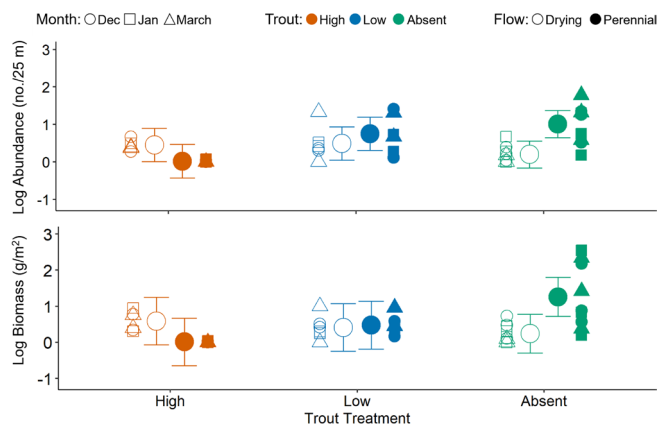 Month: Dec Jan March Trout: High Low Absent Flow: Drying Perennial
Log Abundance (no./25 m)
3
2
1
0
-1
Log Biomass (g/m²)
3
2
1
0
-1
High Low Absent
Trout Treatment